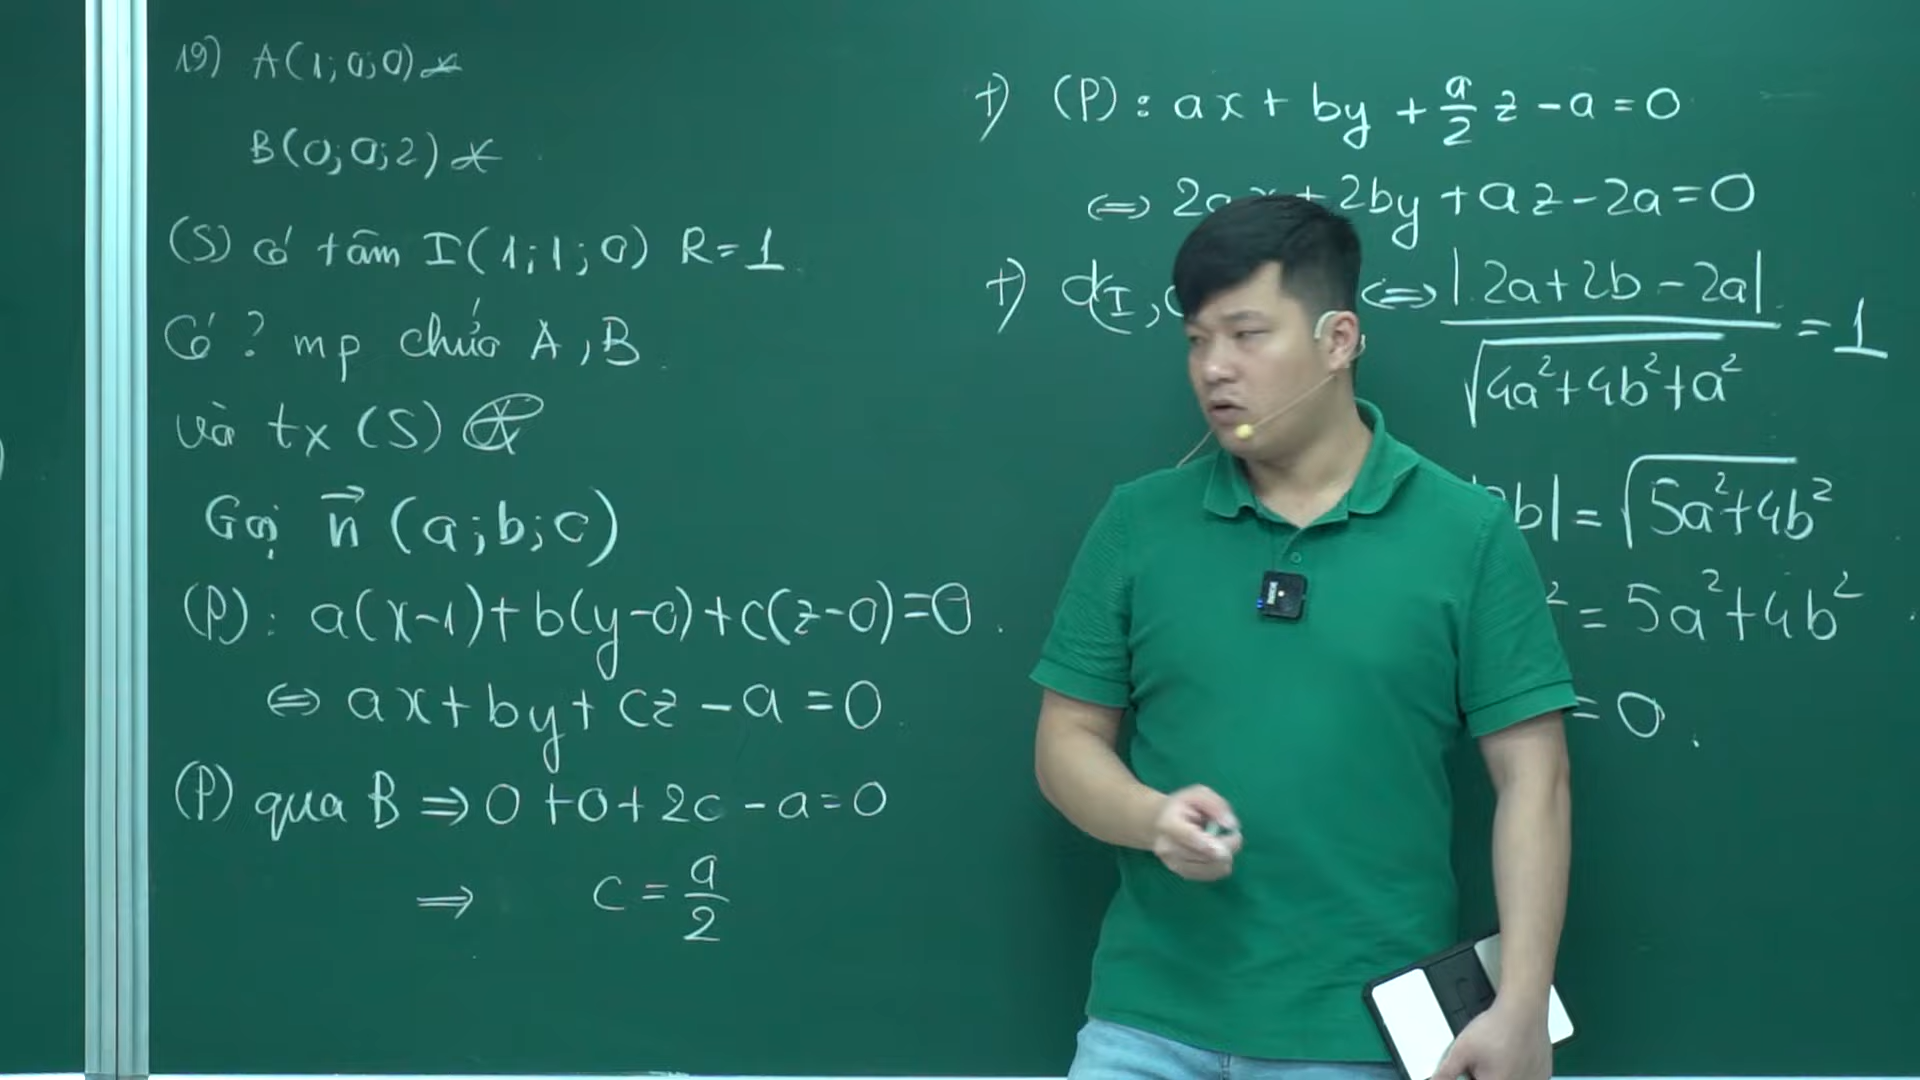 19) A(1; 0; 0)
B(0; 0; 2)
(S) có tâm I(1; 1; 0) R = 1
Có ? mp chứa A, B
và tx (S)
Gọi n⃗ (a; b; c)
(P): a(x-1) + b(y-0) + c(z-0) = 0
⇔ ax + by + cz - a = 0
(P) qua B ⇒ 0 + 0 + 2c - a = 0
⇒ c = a/2
+) (P): ax + by + a/2 z - a = 0
⇔ 2ax + 2by + az - 2a = 0
+) d(I, ⇔ |2a + 2b - 2a| / √(4a² + 4b² + a²) = 1
b| = √(5a² + 4b²)
² = 5a² + 4b²
= 0